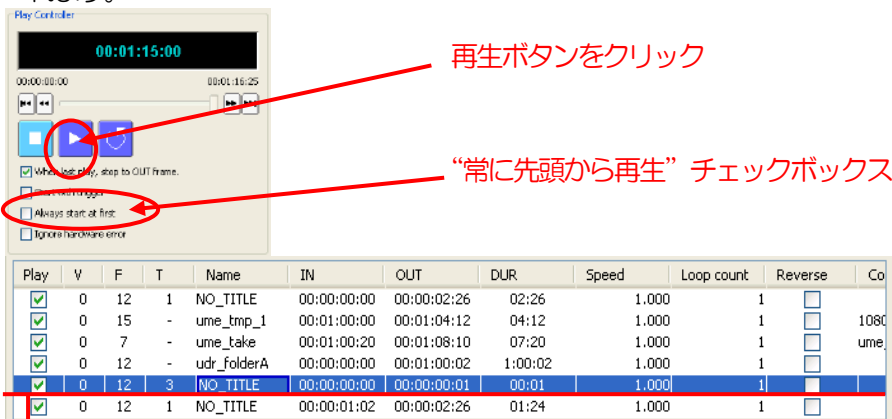 Play Controller
00:01:15:00
再生ボタンをクリック
00:00:00:00 00:01:16:25
When last play, stop to OUT frame.
“常に先頭から再生”チェックボックス
Always start at first
Ignore hardware error
Play V F T Name IN OUT DUR Speed Loop count Reverse Co
0 12 1 NO_TITLE 00:00:00:00 00:00:02:26 02:26 1.000 1
0 15 - ume_tmp_1 00:01:00:00 00:01:04:12 04:12 1.000 1 1080
0 7 - ume_take 00:01:00:20 00:01:08:10 07:20 1.000 1 ume_
0 12 - udr_folderA 00:00:00:00 00:01:00:02 1:00:02 1.000 1
0 12 3 NO_TITLE 00:00:00:00 00:00:00:01 00:01 1.000 1
0 12 1 NO_TITLE 00:00:01:02 00:00:02:26 01:24 1.000 1